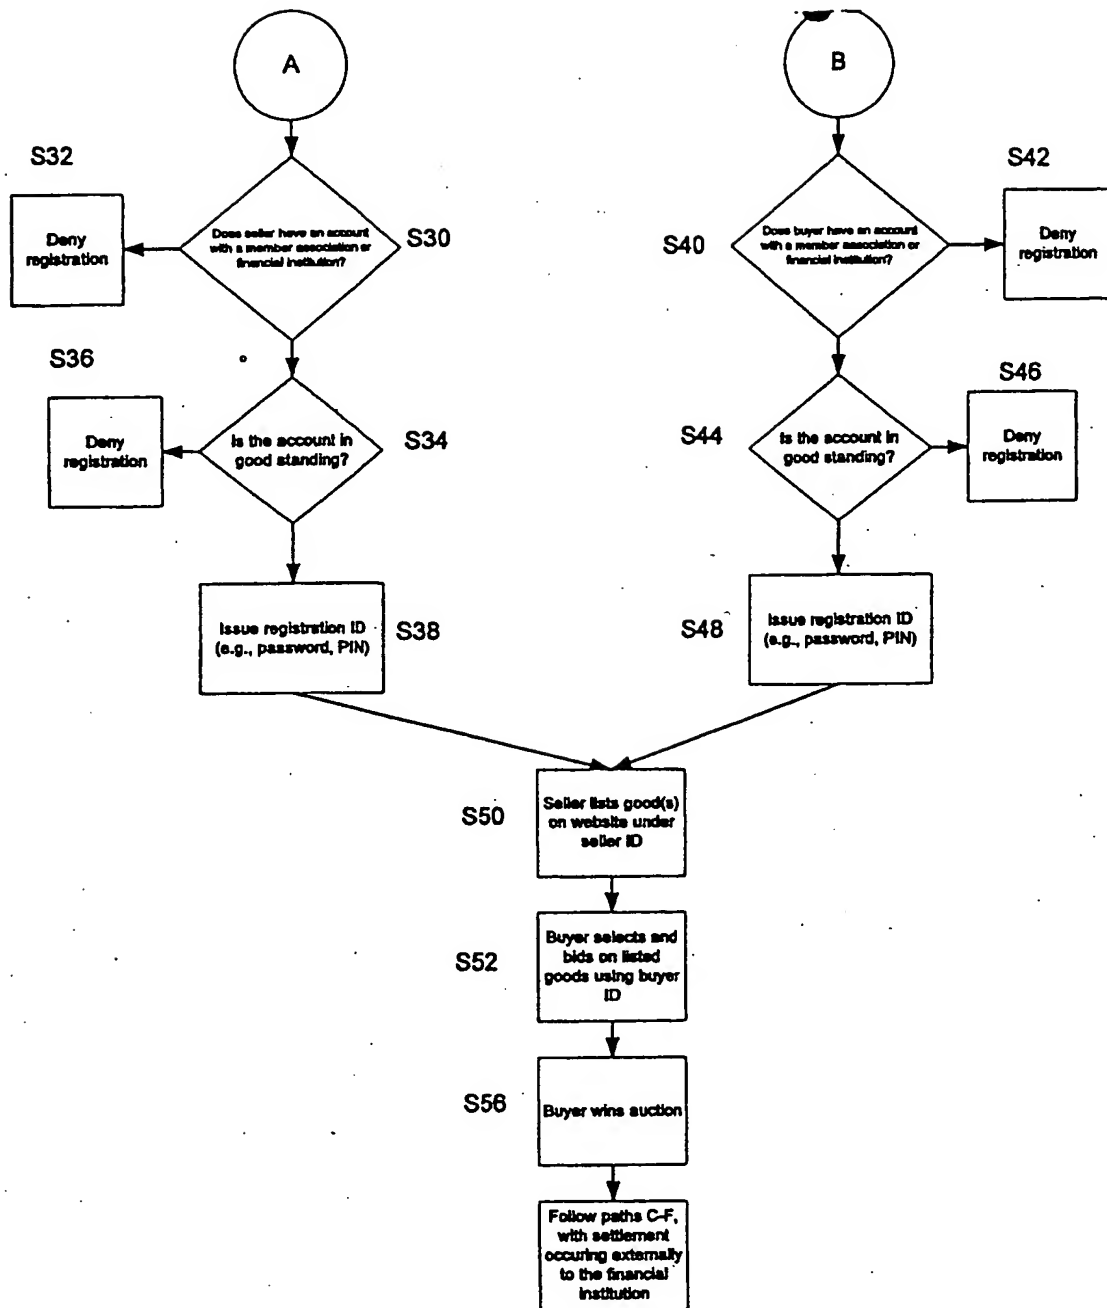 A
B
S32
Deny
registration
Does seller have an account
with a member association or
financial institution?
S30
S40
Does buyer have an account
with a member association or
financial institution?
S42
Deny
registration
S36
Deny
registration
Is the account in
good standing?
S34
S44
Is the account in
good standing?
S46
Deny
registration
Issue registration ID
(e.g., password, PIN)
S38
S48
Issue registration ID
(e.g., password, PIN)
S50
Seller lists good(s)
on website under
seller ID
S52
Buyer selects and
bids on listed
goods using buyer
ID
S56
Buyer wins auction
Follow paths C-F,
with settlement
occuring externally
to the financial
institution